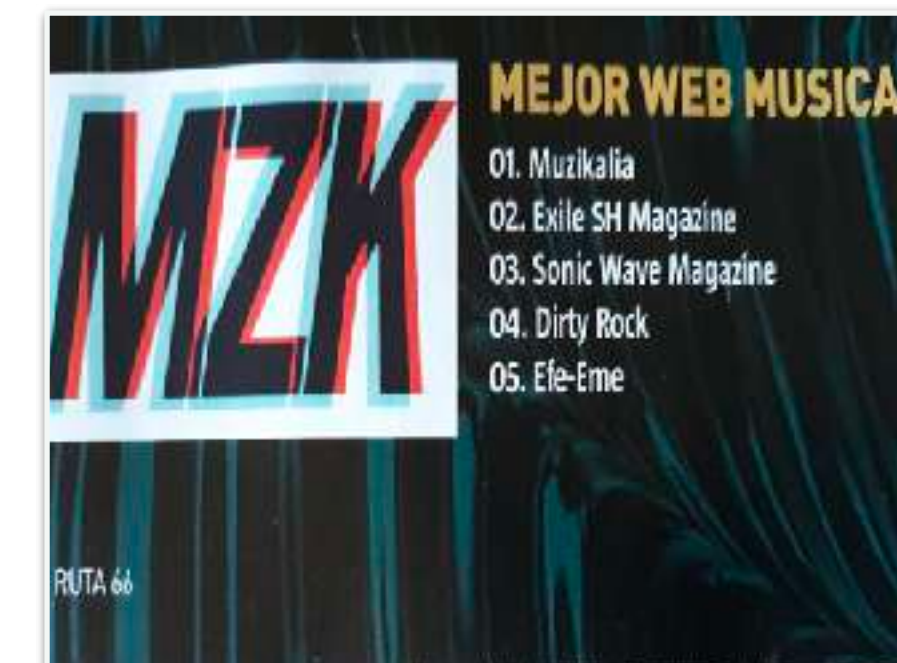 MZK
MEJOR WEB MUSICA
01. Muzikalia
02. Exile SH Magazine
03. Sonic Wave Magazine
04. Dirty Rock
05. Efe-Eme
RUTA 66